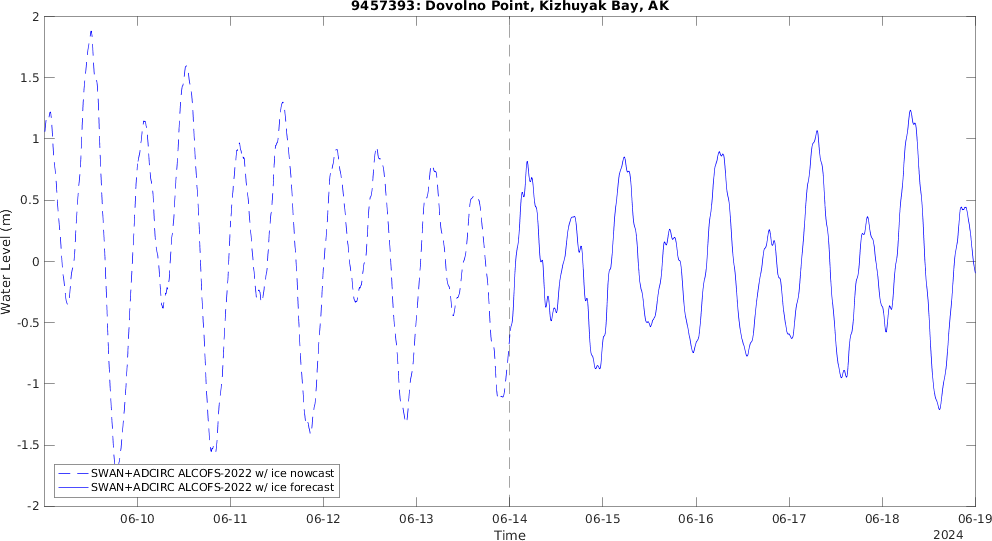 9457393: Dovolno Point, Kizhuyak Bay, AK
2
1.5
1
0.5
0
-0.5
-1
-1.5
-2
Water Level (m)
SWAN+ADCIRC ALCOFS-2022 w/ ice nowcast
SWAN+ADCIRC ALCOFS-2022 w/ ice forecast
06-10 06-11 06-12 06-13 06-14 06-15 06-16 06-17 06-18 06-19
Time
2024